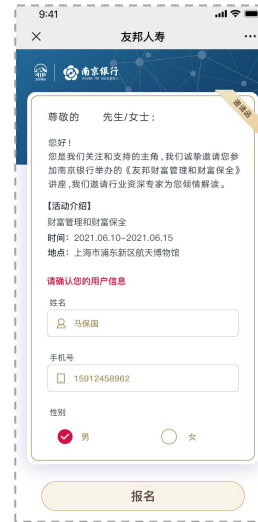 9:41
友邦人寿
AIA
南京银行
BANK OF NANJING
邀请函
尊敬的 先生/女士:
您好!
您是我们关注和支持的主角,我们诚挚邀请您参
加南京银行举办的《友邦财富管理和财富保全》
讲座,我们邀请行业资深专家为您倾情解读。
【活动介绍】
财富管理和财富保全
时间: 2021.06.10-2021.06.15
地点: 上海市浦东新区航天博物馆
请确认您的用户信息
姓名
马保国
手机号
15912458962
性别
男 女
报名